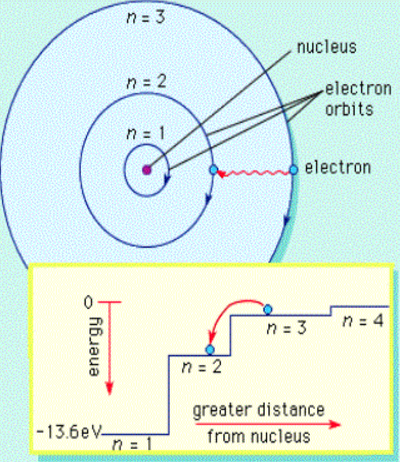 n = 3
nucleus
n = 2
electron
orbits
n = 1
electron
0
energy
n = 3
n = 4
n = 2
greater distance
from nucleus
-13.6eV
n = 1